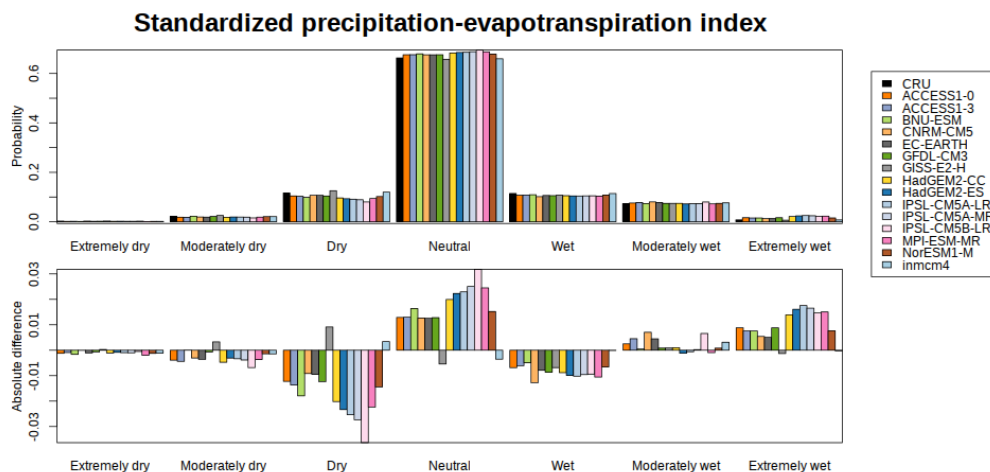 Standardized precipitation-evapotranspiration index
Probability
0.6
0.4
0.2
0.0
Extremely dry
Moderately dry
Dry
Neutral
Wet
Moderately wet
Extremely wet
CRU
ACCESS1-0
ACCESS1-3
BNU-ESM
CNRM-CM5
EC-EARTH
GFDL-CM3
GISS-E2-H
HadGEM2-CC
HadGEM2-ES
IPSL-CM5A-LR
IPSL-CM5A-MR
IPSL-CM5B-LR
MPI-ESM-MR
NorESM1-M
inmcm4
Absolute difference
0.03
0.01
-0.01
-0.03
Extremely dry
Moderately dry
Dry
Neutral
Wet
Moderately wet
Extremely wet